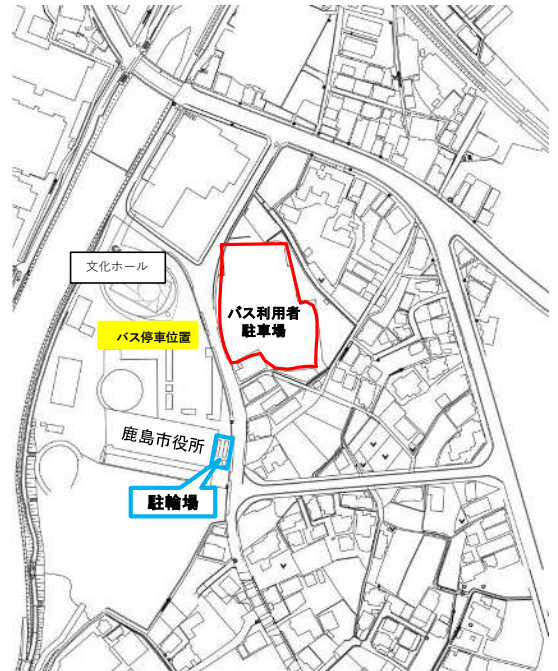 文化ホール
バス停車位置
バス利用者
駐車場
鹿島市役所
駐輪場